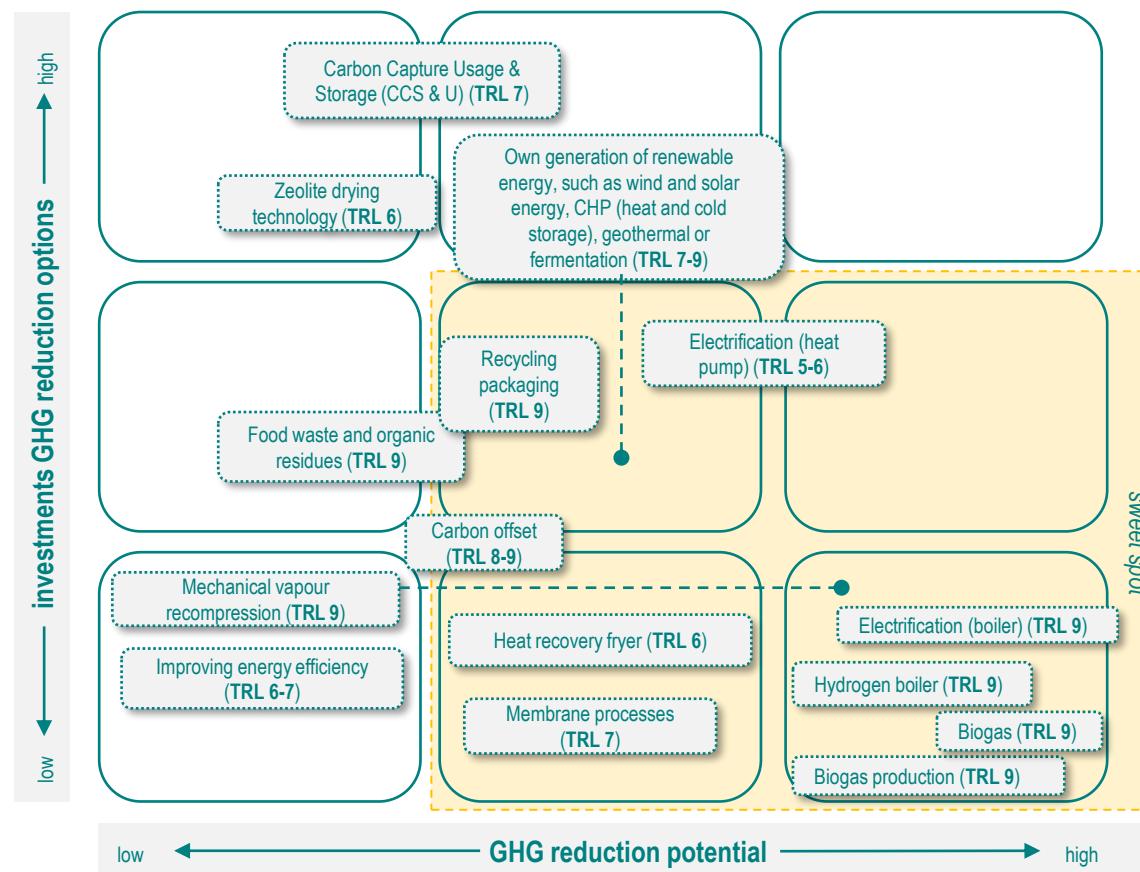 high
investments GHG reduction options
low
Carbon Capture Usage &
Storage (CCS & U) (TRL 7)
Own generation of renewable
energy, such as wind and solar
energy, CHP (heat and cold
storage), geothermal or
fermentation (TRL 7-9)
Zeolite drying
technology (TRL 6)
Electrification (heat
pump) (TRL 5-6)
Recycling
packaging
(TRL 9)
Food waste and organic
residues (TRL 9)
sweet spot
Carbon offset
(TRL 8-9)
Mechanical vapour
recompression (TRL 9)
Improving energy efficiency
(TRL 6-7)
Heat recovery fryer (TRL 6)
Membrane processes
(TRL 7)
Electrification (boiler) (TRL 9)
Hydrogen boiler (TRL 9)
Biogas (TRL 9)
Biogas production (TRL 9)
low
GHG reduction potential
high